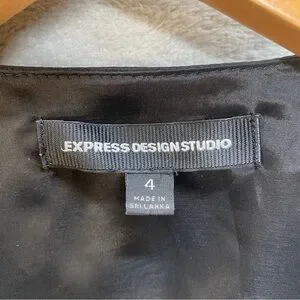 EXPRESS DESIGN STUDIO
4
MADE IN
SRI LANKA